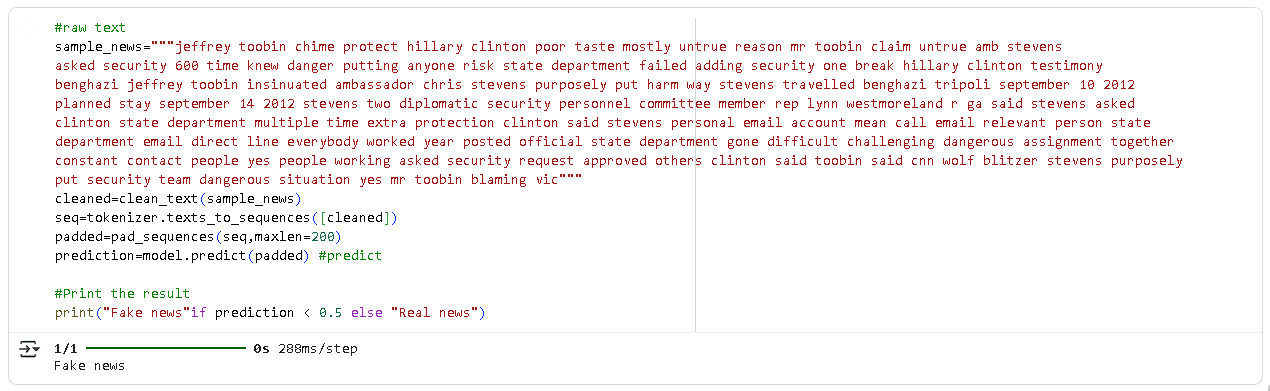 #raw text
sample_news="""jeffrey toobin chime protect hillary clinton poor taste mostly untrue reason mr toobin claim untrue amb stevens
asked security 600 time knew danger putting anyone risk state department failed adding security one break hillary clinton testimony
benghazi jeffrey toobin insinuated ambassador chris stevens purposely put harm way stevens travelled benghazi tripoli september 10 2012
planned stay september 14 2012 stevens two diplomatic security personnel committee member rep lynn westmoreland r ga said stevens asked
clinton state department multiple time extra protection clinton said stevens personal email account mean call email relevant person state
department email direct line everybody worked year posted official state department gone difficult challenging dangerous assignment together
constant contact people yes people working asked security request approved others clinton said toobin said cnn wolf blitzer stevens purposely
put security team dangerous situation yes mr toobin blaming vic"""
cleaned=clean_text(sample_news)
seq=tokenizer.texts_to_sequences([cleaned])
padded=pad_sequences(seq,maxlen=200)
prediction=model.predict(padded) #predict
#Print the result
print("Fake news"if prediction < 0.5 else "Real news")
1/1 0s 288ms/step
Fake news